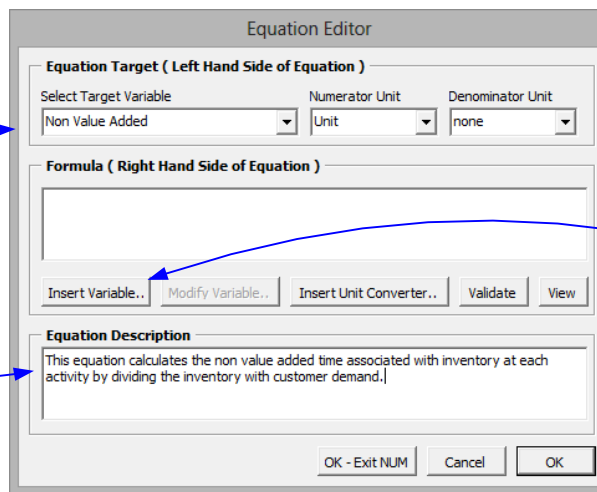 Equation Editor
Equation Target ( Left Hand Side of Equation )
Select Target Variable Numerator Unit Denominator Unit
Non Value Added Unit none
Formula ( Right Hand Side of Equation )
Insert Variable.. Modify Variable.. Insert Unit Converter.. Validate View
Equation Description
This equation calculates the non value added time associated with inventory at each
activity by dividing the inventory with customer demand.
OK - Exit NUM Cancel OK